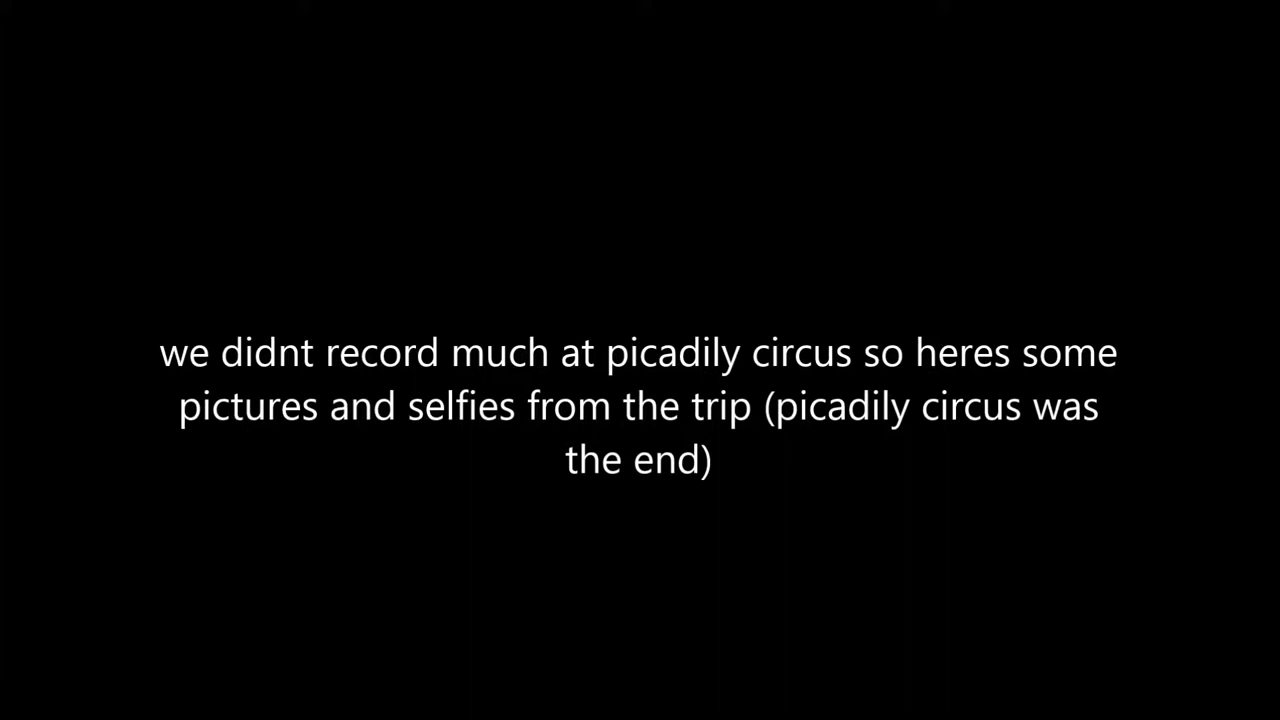 we didnt record much at picadily circus so heres some
pictures and selfies from the trip (picadily circus was
the end)